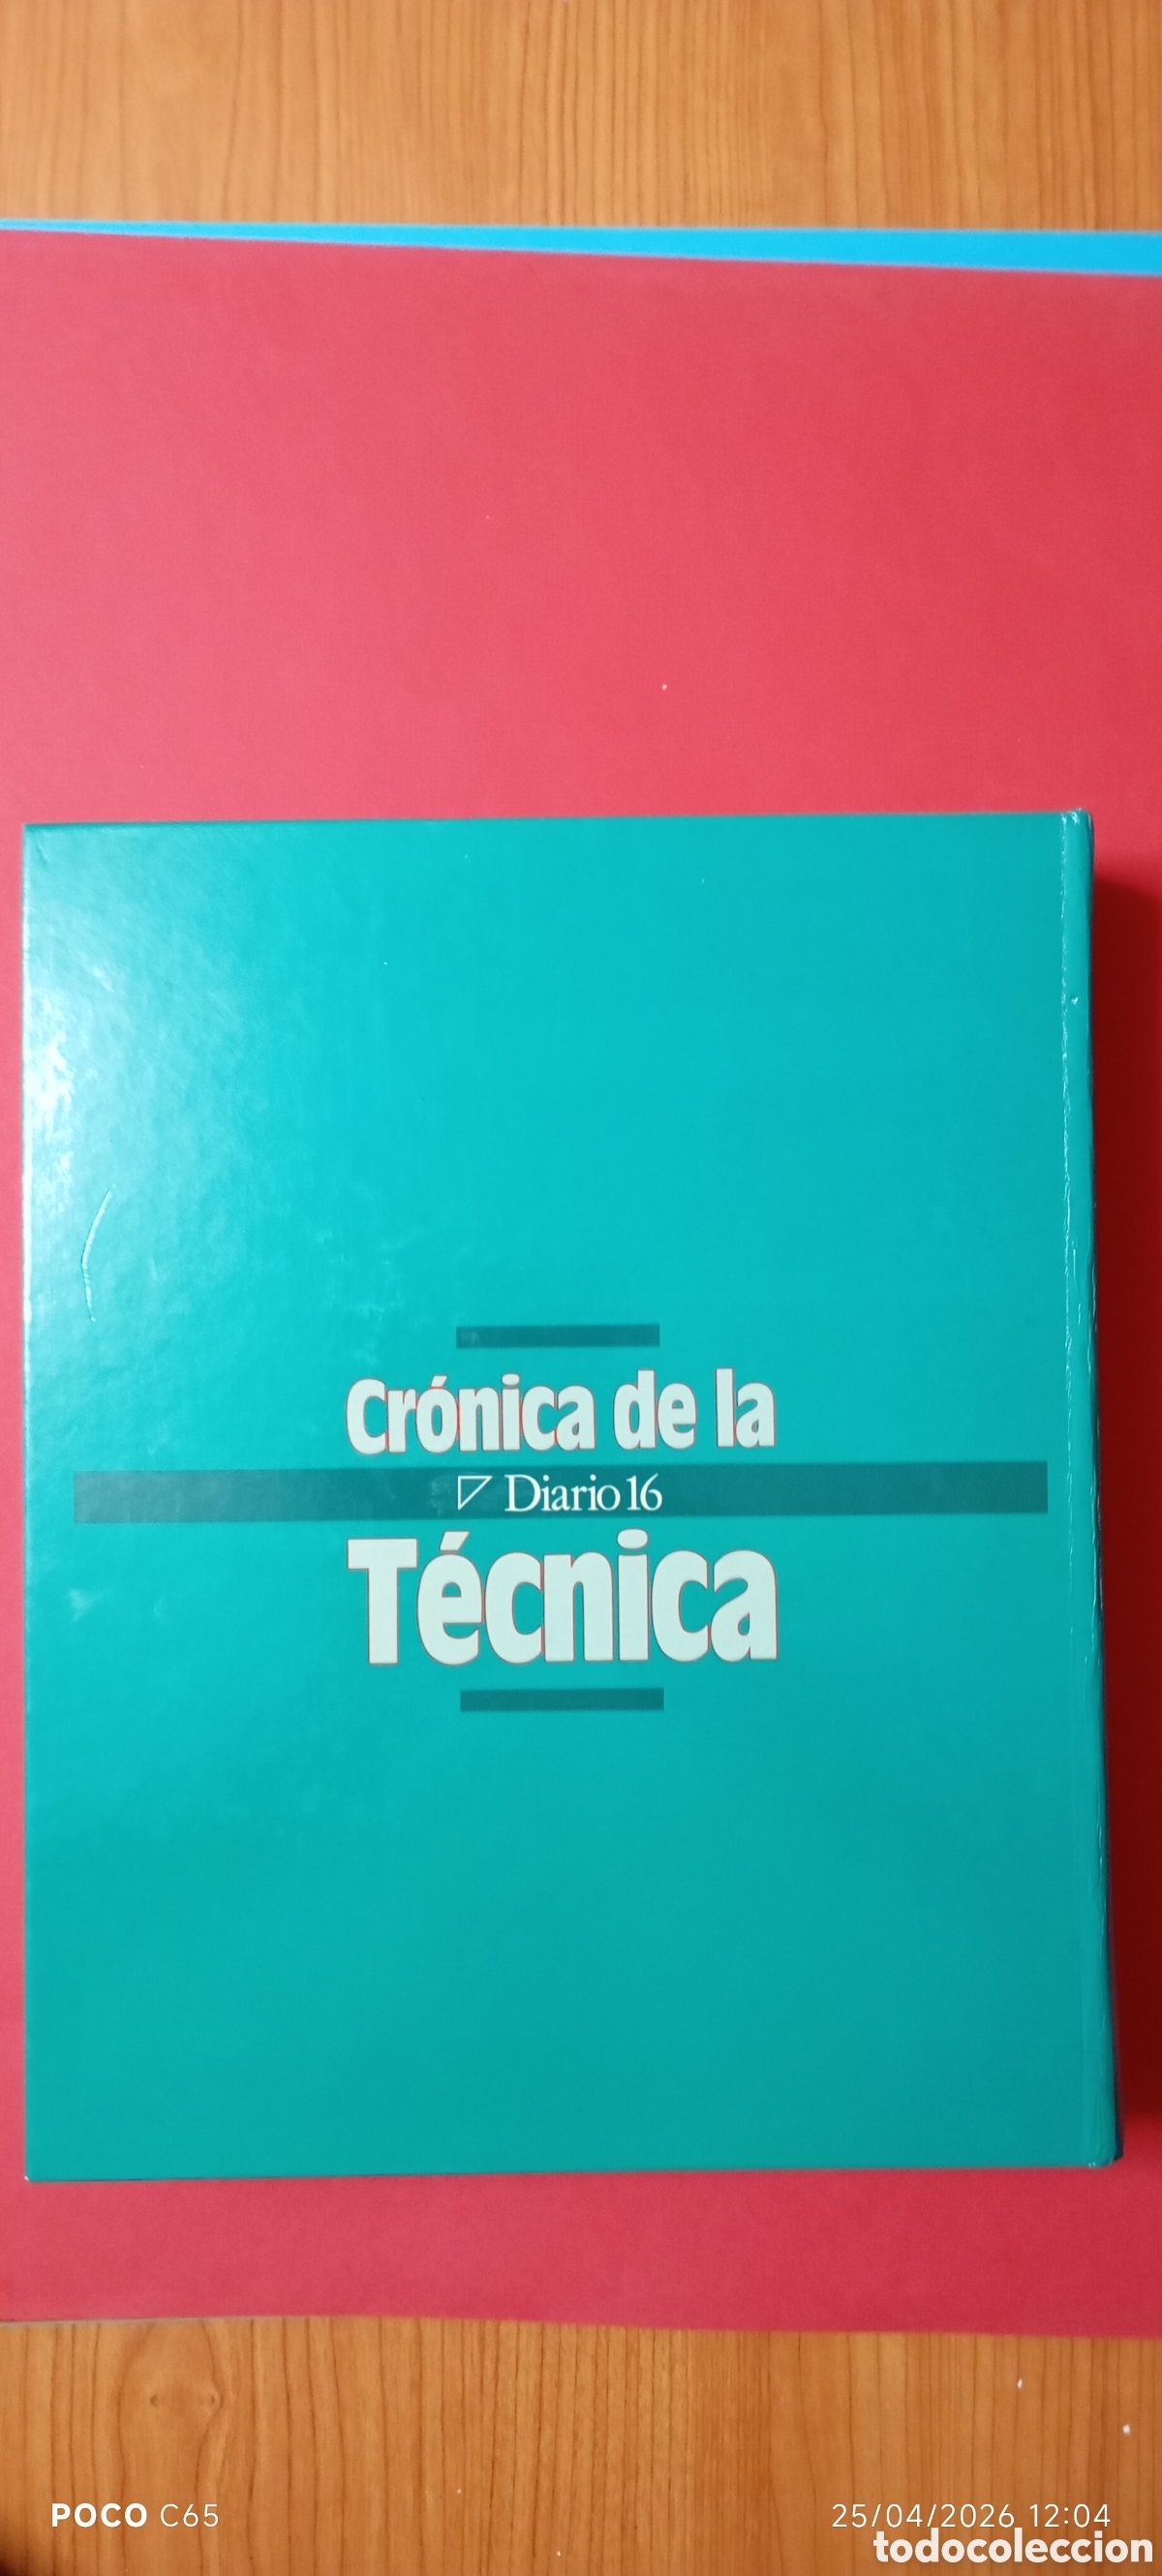 Crónica de la
Diario 16
Técnica
POCO C65
25/04/2026 12:04
todocoleccion